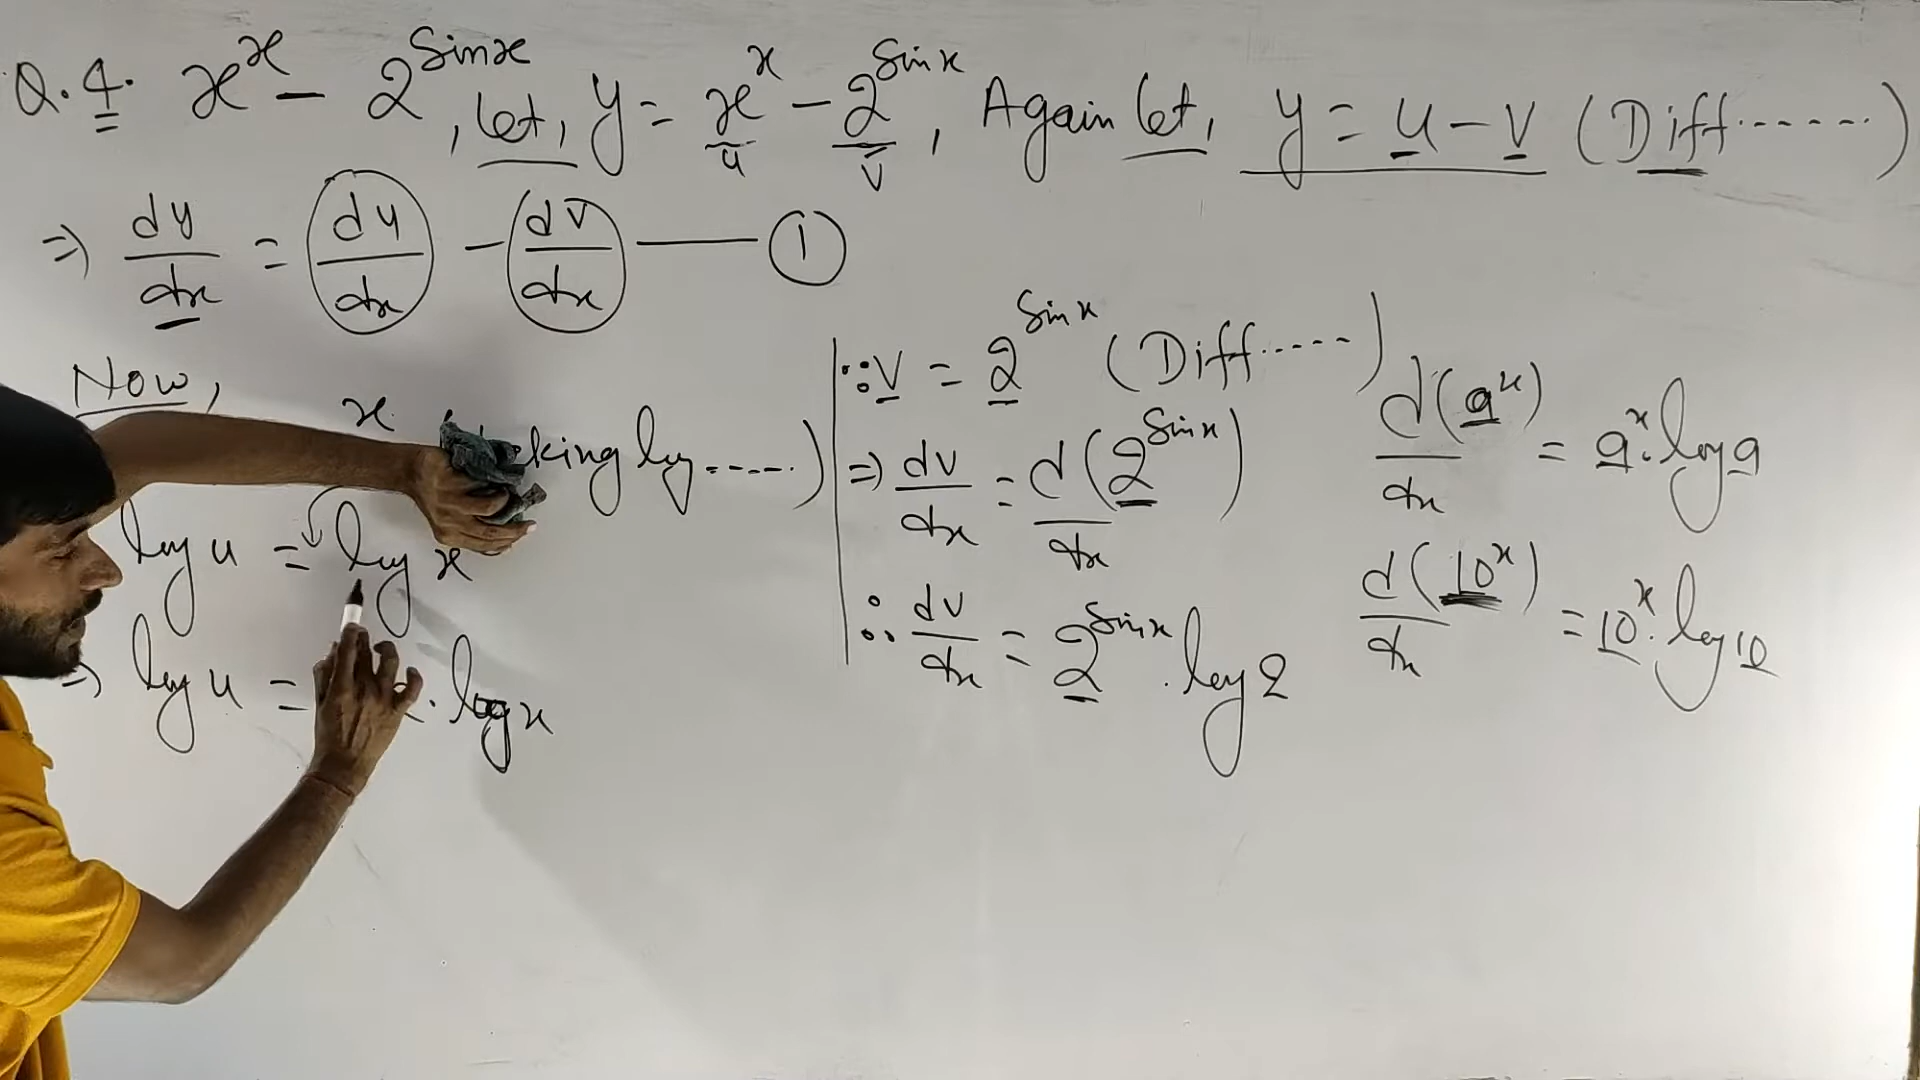 Q.4. x^x - 2^sinx, let, y = x^x - 2^sinx, Again let, y = u - v (Diff......)
u v
=> dy/dx = du/dx - dv/dx —— 1
Now,
x
king log......)
log u = log x
=> log u = . log x
∵ v = 2^sinx (Diff.....)
=> dv/dx = d(2^sinx)/dx
∴ dv/dx = 2^sinx . log 2
d(a^x)/dx = a^x . log a
d(10^x)/dx = 10^x . log 10